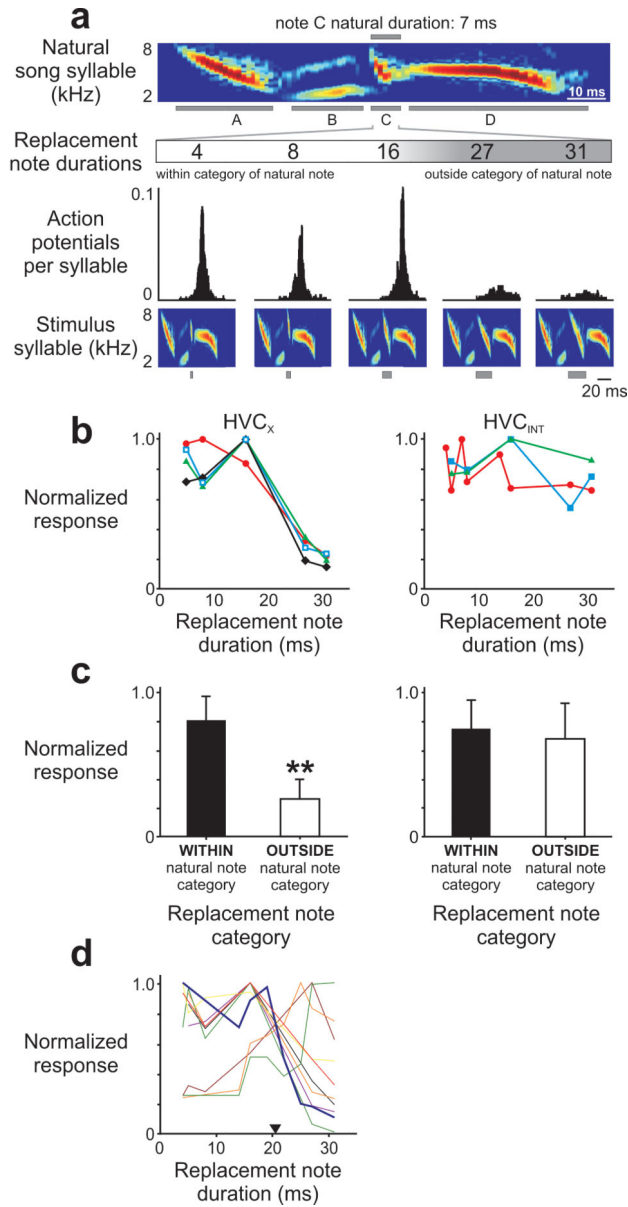 a
note C natural duration: 7 ms
Natural
song syllable
(kHz)
8
2
10 ms
A B C D
Replacement
note durations
4 8 16 27 31
within category of natural note outside category of natural note
Action
potentials
per syllable
0.1
0
Stimulus
syllable (kHz)
8
2
20 ms
b
HVCX HVCINT
Normalized
response
1.0 1.0
0 0
0 10 20 30 0 10 20 30
Replacement note
duration (ms)
Replacement note
duration (ms)
c
Normalized
response
1.0 1.0
**
0 0
WITHIN
natural note
category
OUTSIDE
natural note
category
WITHIN
natural note
category
OUTSIDE
natural note
category
Replacement note
category
Replacement note
category
d
Normalized
response
1.0
0
0 10 20 30
Replacement note
duration (ms)